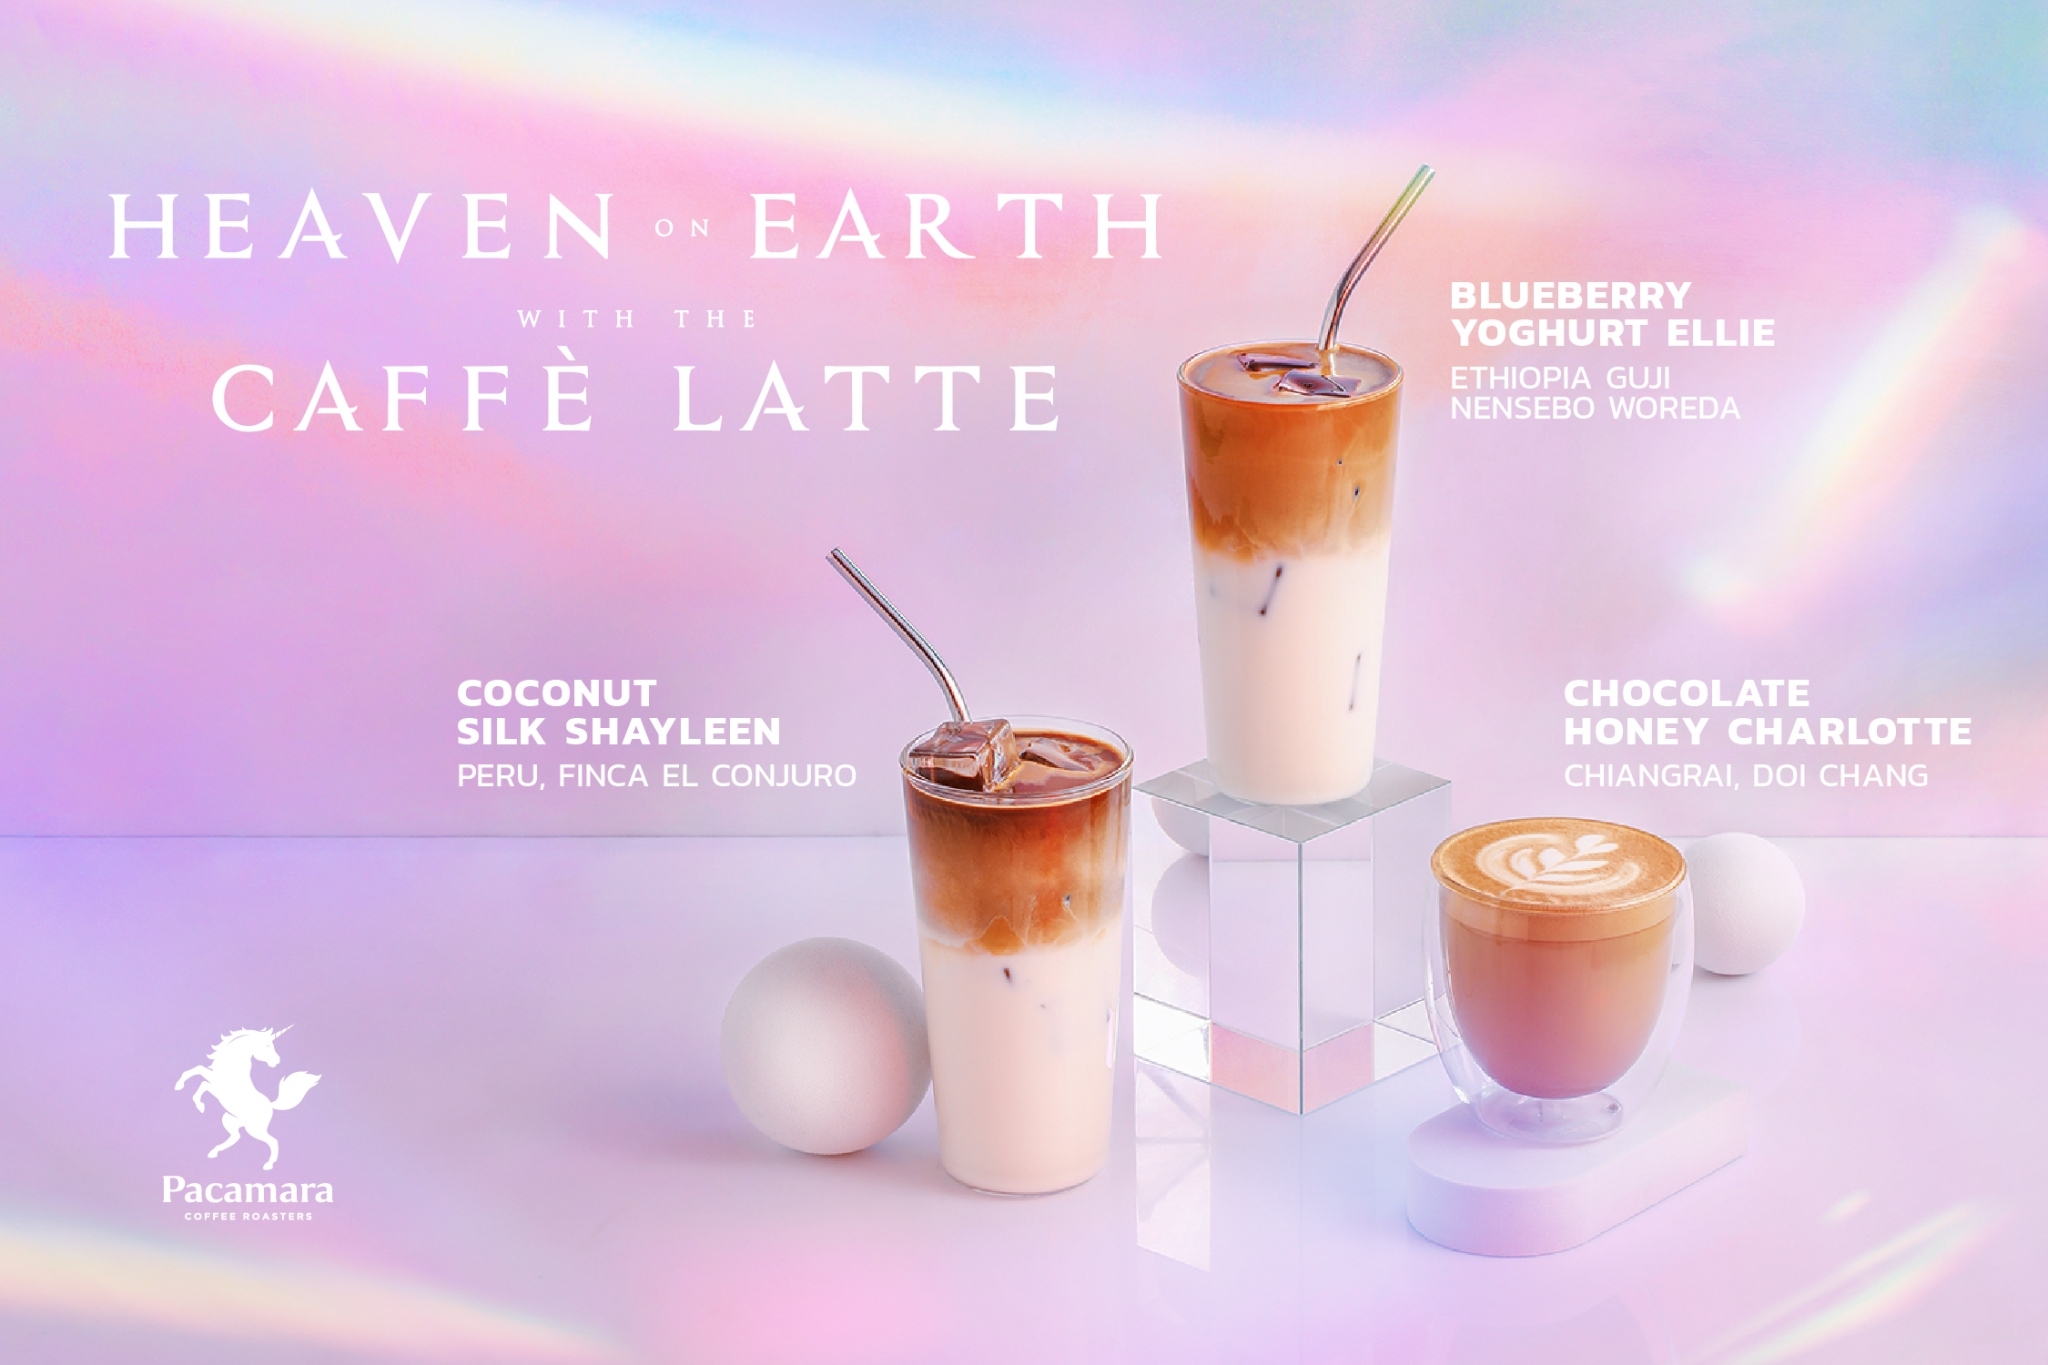 HEAVEN ON EARTH
WITH THE
CAFFÈ LATTE
BLUEBERRY
YOGHURT ELLIE
ETHIOPIA GUJI
NENSEBO WOREDA
COCONUT
SILK SHAYLEEN
PERU, FINCA EL CONJURO
CHOCOLATE
HONEY CHARLOTTE
CHIANGRAI, DOI CHANG
Pacamara
COFFEE ROASTERS